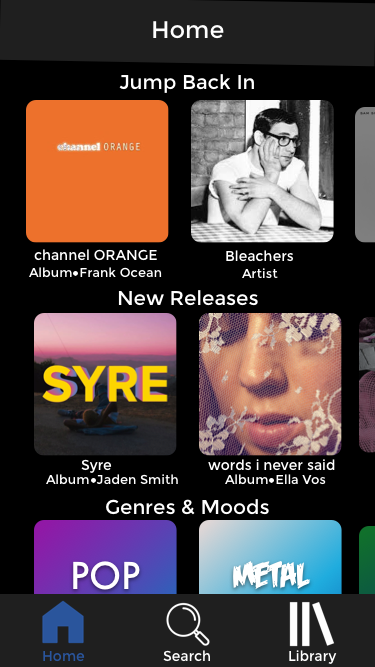 Home
Jump Back In
channel ORANGE
channel ORANGE
Album•Frank Ocean
Bleachers
Artist
New Releases
SYRE
Syre
Album•Jaden Smith
words i never said
Album•Ella Vos
Genres & Moods
POP
METAL
Home
Search
Library